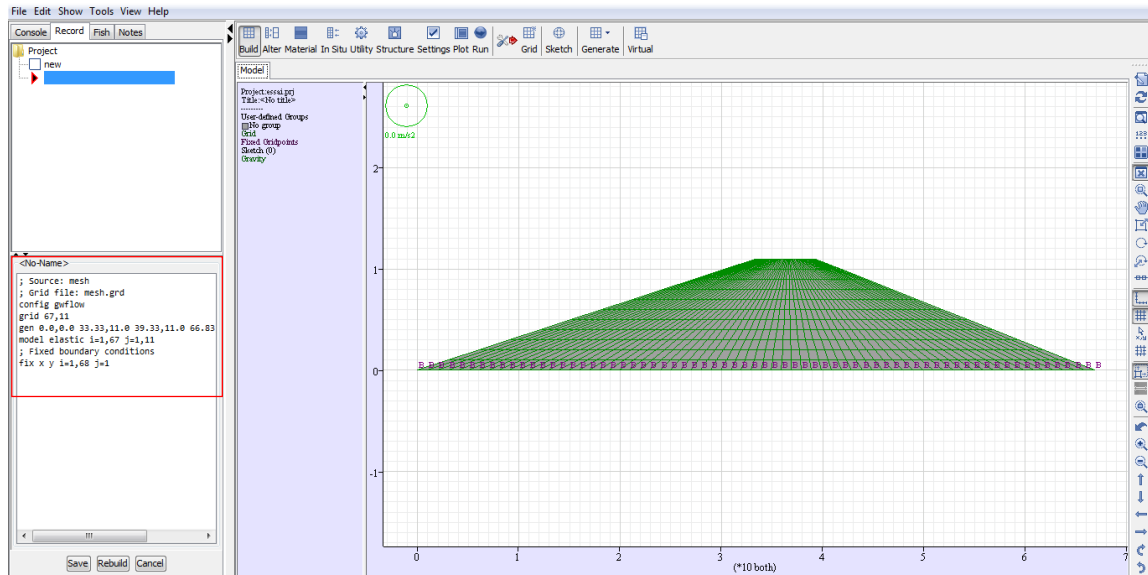 File Edit Show Tools View Help
Console Record Fish Notes
Project
new
<No-Name>
; Source: mesh
; Grid file: mesh.grd
config gwflow
grid 67,11
gen 0.0,0.0 33.33,11.0 39.33,11.0 66.83
model elastic i=1,67 j=1,11
; Fixed boundary conditions
fix x y i=1,68 j=1
Save Rebuild Cancel
Build Alter Material In Situ Utility Structure Settings Plot Run Grid Sketch Generate Virtual
Model
Project:essai.prj
Title:<No title>
---------
User-defined Groups
No group
Grid
Fixed Gridpoints
Sketch (0)
Gravity
0.0 m/s2
2
1
0
-1
B B B B B B B B B B B B B B B B B B B B B B B B B B B B B B B B B B B B B B B B B B B B B B B B B B B B B B B B B B B B B B B B B B B B
0 1 2 3 4 5 6 7
(*10 both)
123
x,y